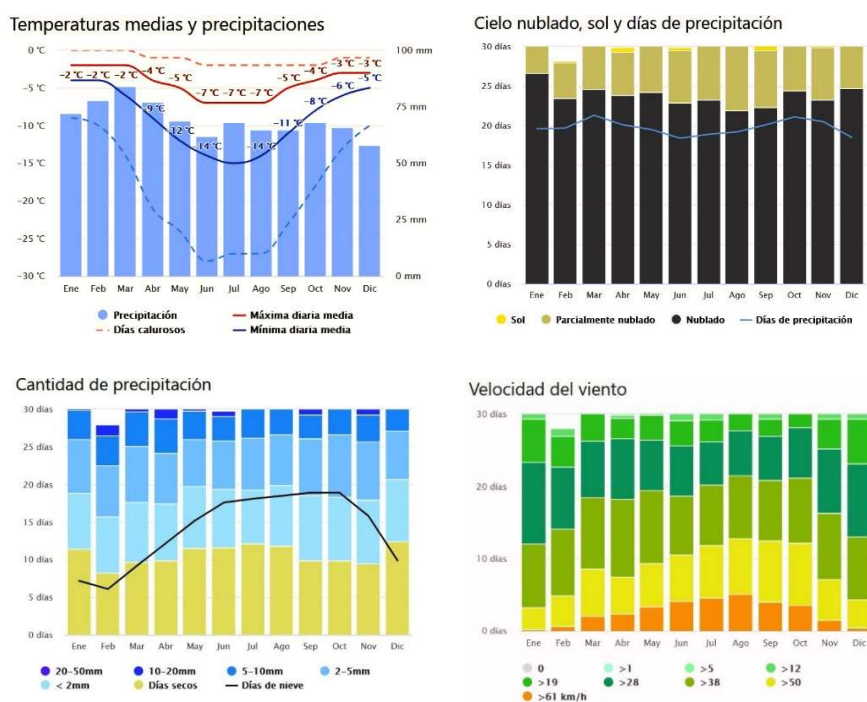 Temperaturas medias y precipitaciones
0 °C
-5 °C
-10 °C
-15 °C
-20 °C
-25 °C
-30 °C
100 mm
75 mm
50 mm
25 mm
0 mm
-2 °C -2 °C -2 °C -4 °C -5 °C -7 °C -7 °C -7 °C -5 °C -4 °C -3 °C -3 °C
-9 °C -12 °C -14 °C -14 °C -11 °C -8 °C -6 °C -5 °C
Ene Feb Mar Abr May Jun Jul Ago Sep Oct Nov Dic
Precipitación Máxima diaria media
Días calurosos Mínima diaria media
Cielo nublado, sol y días de precipitación
30 días
25 días
20 días
15 días
10 días
5 días
0 días
Ene Feb Mar Abr May Jun Jul Ago Sep Oct Nov Dic
Sol Parcialmente nublado Nublado Días de precipitación
Cantidad de precipitación
30 días
25 días
20 días
15 días
10 días
5 días
0 días
Ene Feb Mar Abr May Jun Jul Ago Sep Oct Nov Dic
20-50mm 10-20mm 5-10mm 2-5mm
< 2mm Días secos Días de nieve
Velocidad del viento
30 días
20 días
10 días
0 días
Ene Feb Mar Abr May Jun Jul Ago Sep Oct Nov Dic
0 >1 >5 >12
>19 >28 >38 >50
>61 km/h